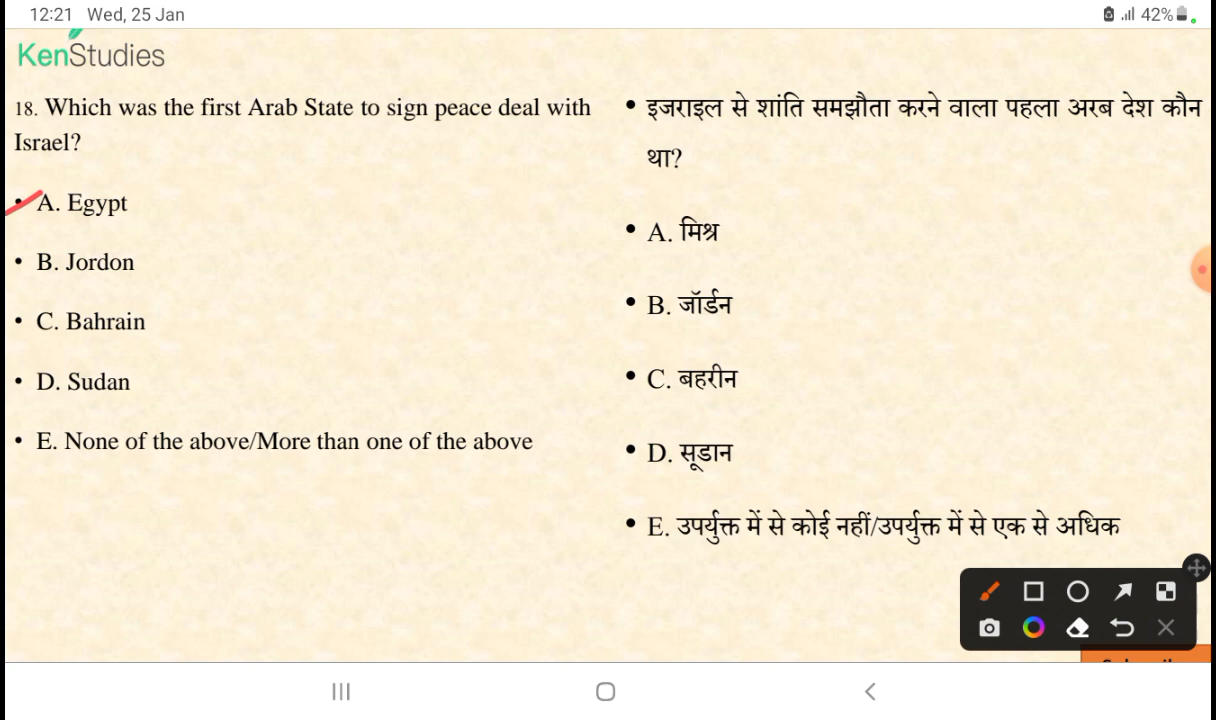 12:21 Wed, 25 Jan
42%
KenStudies
18. Which was the first Arab State to sign peace deal with
Israel?
• A. Egypt
• B. Jordon
• C. Bahrain
• D. Sudan
• E. None of the above/More than one of the above
• इजराइल से शांति समझौता करने वाला पहला अरब देश कौन
था?
• A. मिश्र
• B. जॉर्डन
• C. बहरीन
• D. सूडान
• E. उपर्युक्त में से कोई नहीं/उपर्युक्त में से एक से अधिक